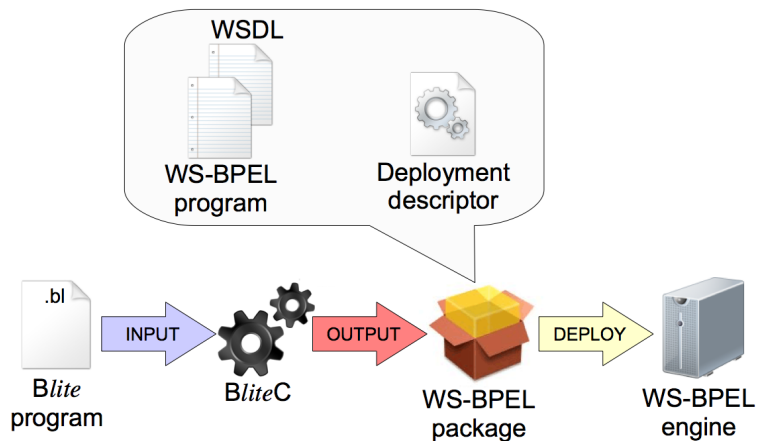 WSDL
WS-BPEL
program
Deployment
descriptor
.bl
INPUT
OUTPUT
DEPLOY
Blite
program
BliteC
WS-BPEL
package
WS-BPEL
engine